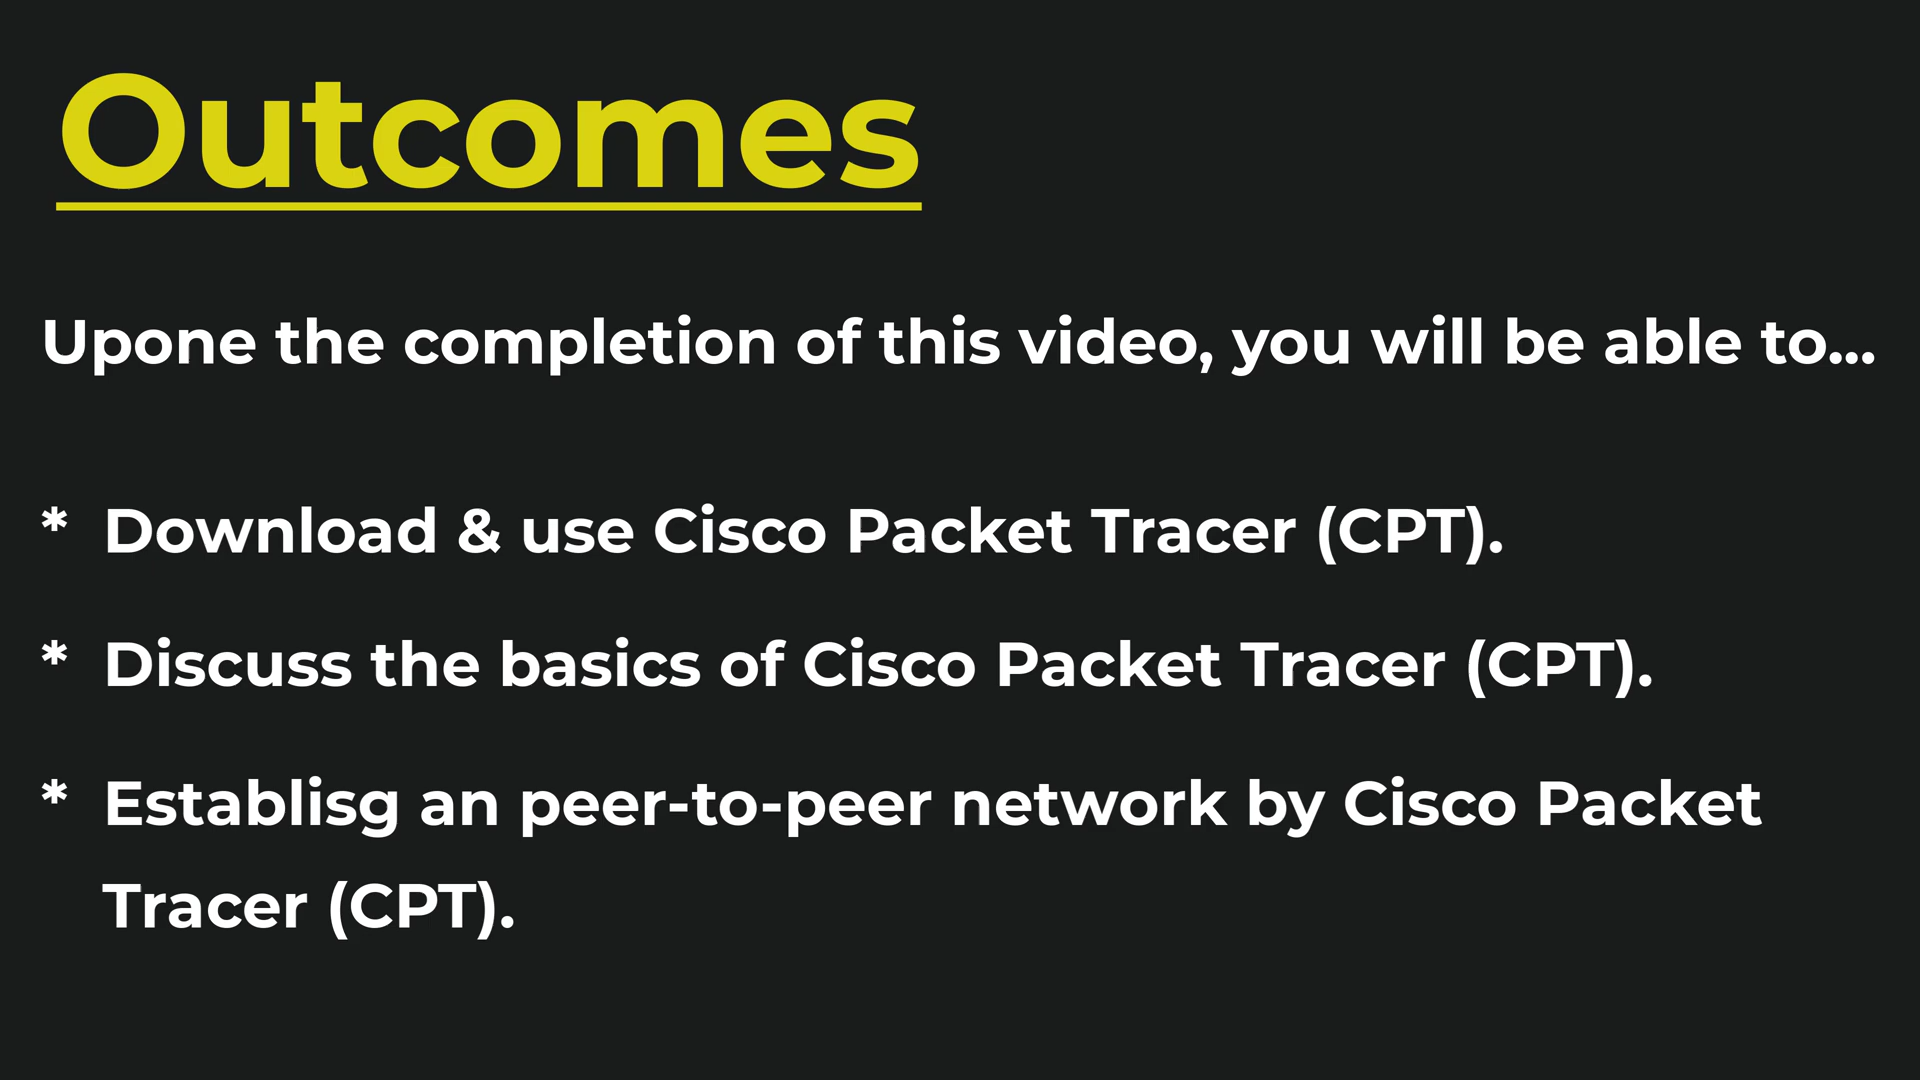 Outcomes
Upone the completion of this video, you will be able to...
* Download & use Cisco Packet Tracer (CPT).
* Discuss the basics of Cisco Packet Tracer (CPT).
* Establisg an peer-to-peer network by Cisco Packet
Tracer (CPT).